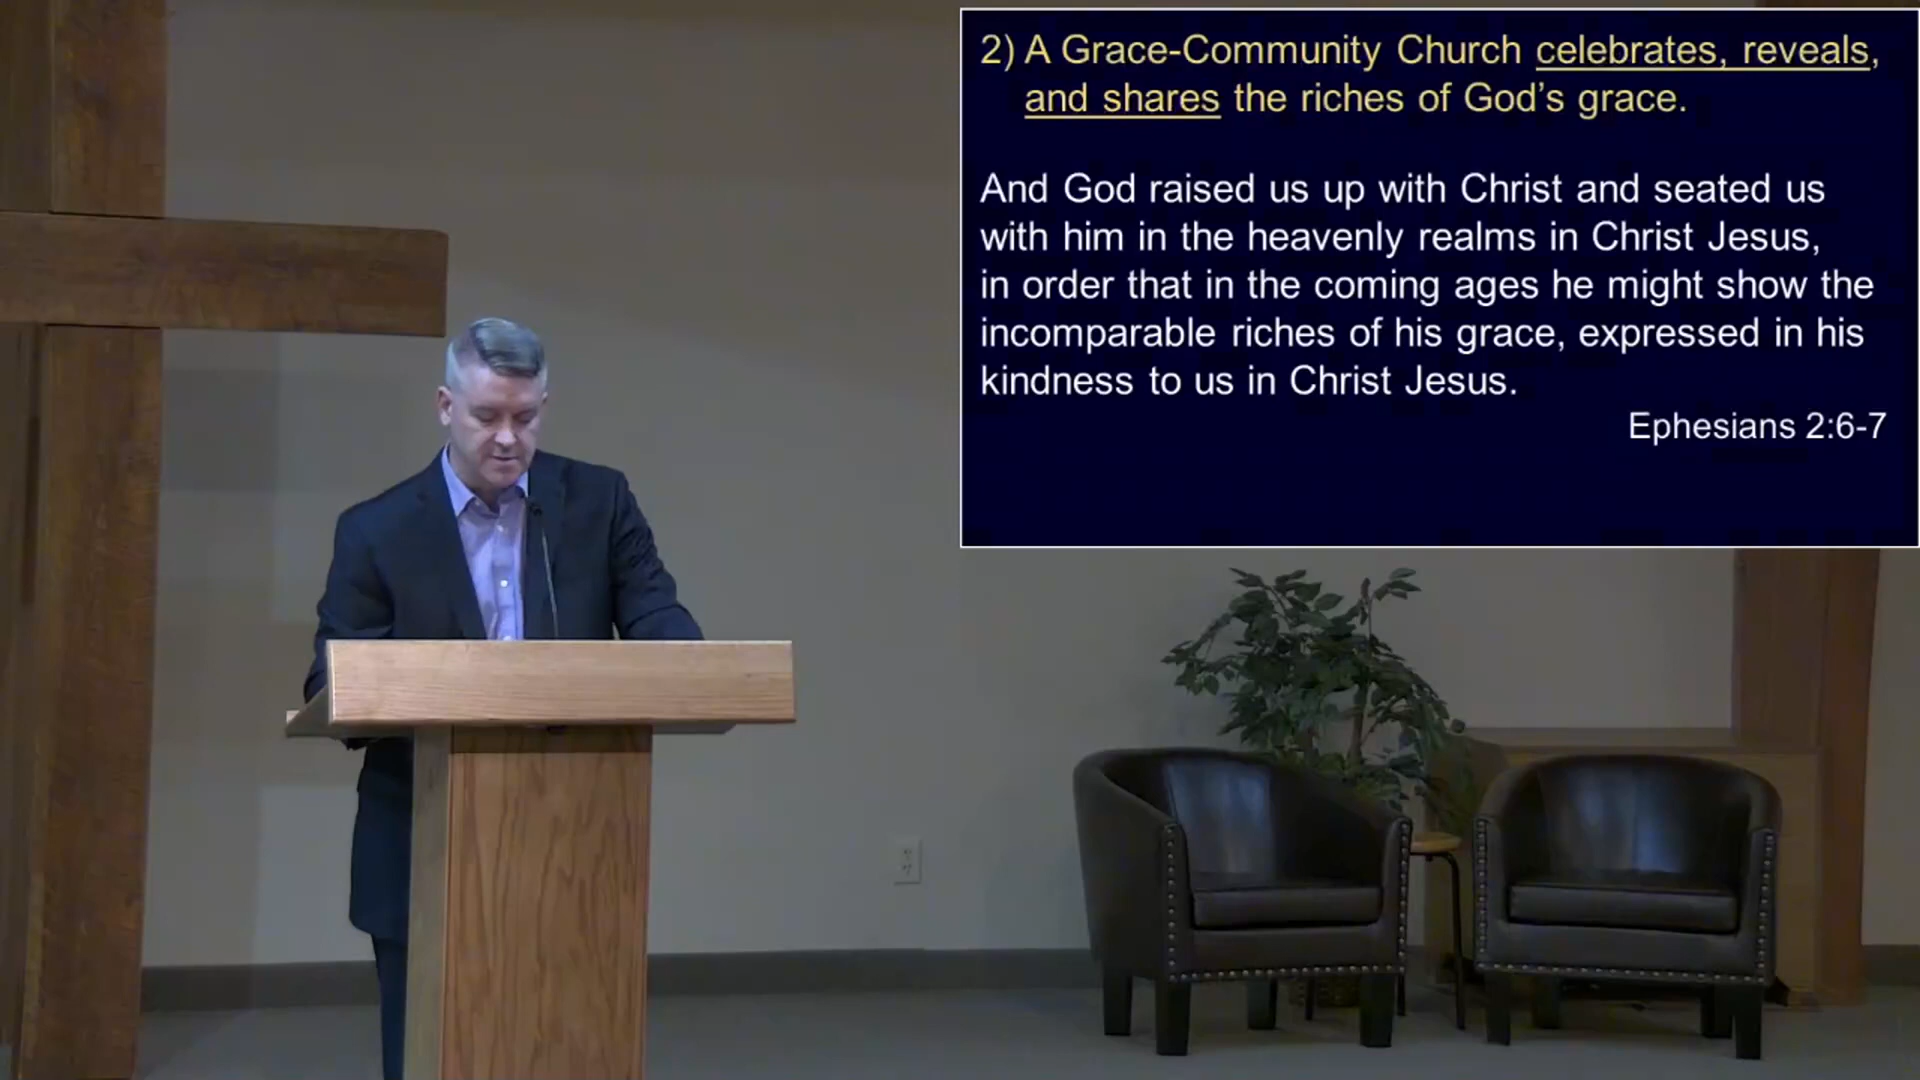 2) A Grace-Community Church celebrates, reveals,
and shares the riches of God’s grace.
And God raised us up with Christ and seated us
with him in the heavenly realms in Christ Jesus,
in order that in the coming ages he might show the
incomparable riches of his grace, expressed in his
kindness to us in Christ Jesus.
Ephesians 2:6-7